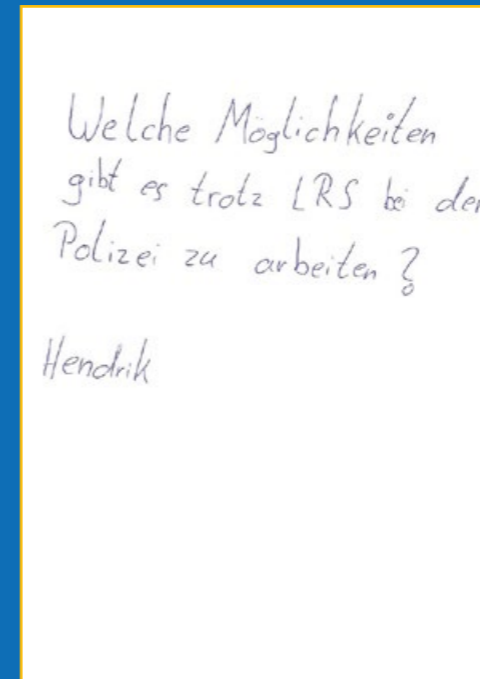 Welche Möglichkeiten
gibt es trotz LRS bei der
Polizei zu arbeiten ?
Hendrik